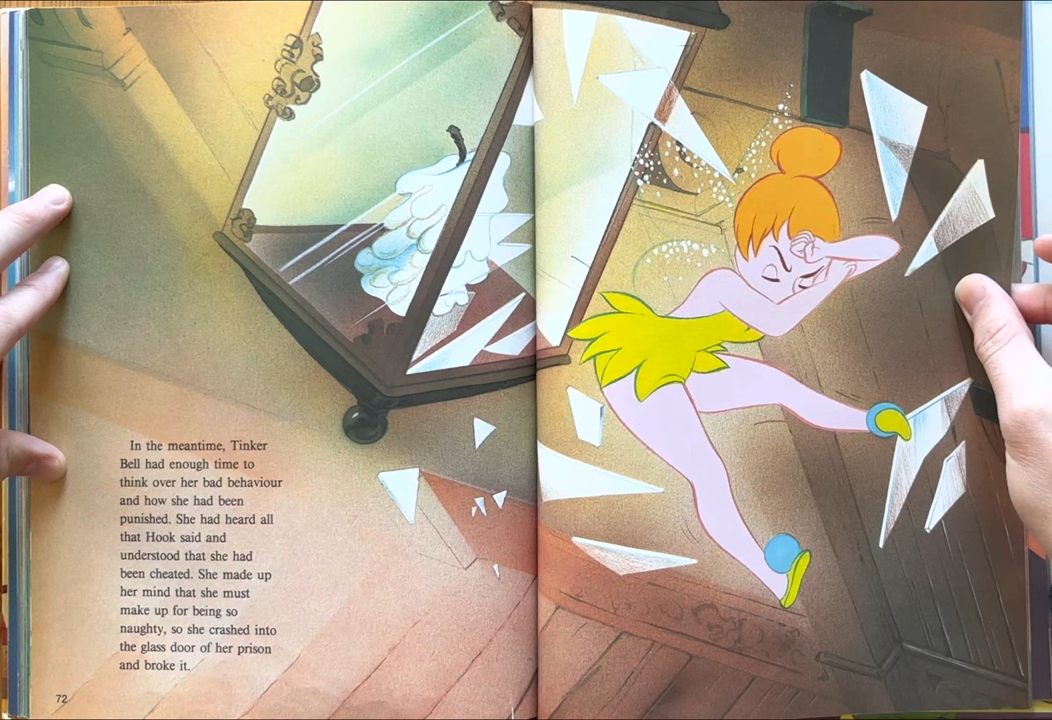 In the meantime, Tinker
Bell had enough time to
think over her bad behaviour
and how she had been
punished. She had heard all
that Hook said and
understood that she had
been cheated. She made up
her mind that she must
make up for being so
naughty, so she crashed into
the glass door of her prison
and broke it.
72